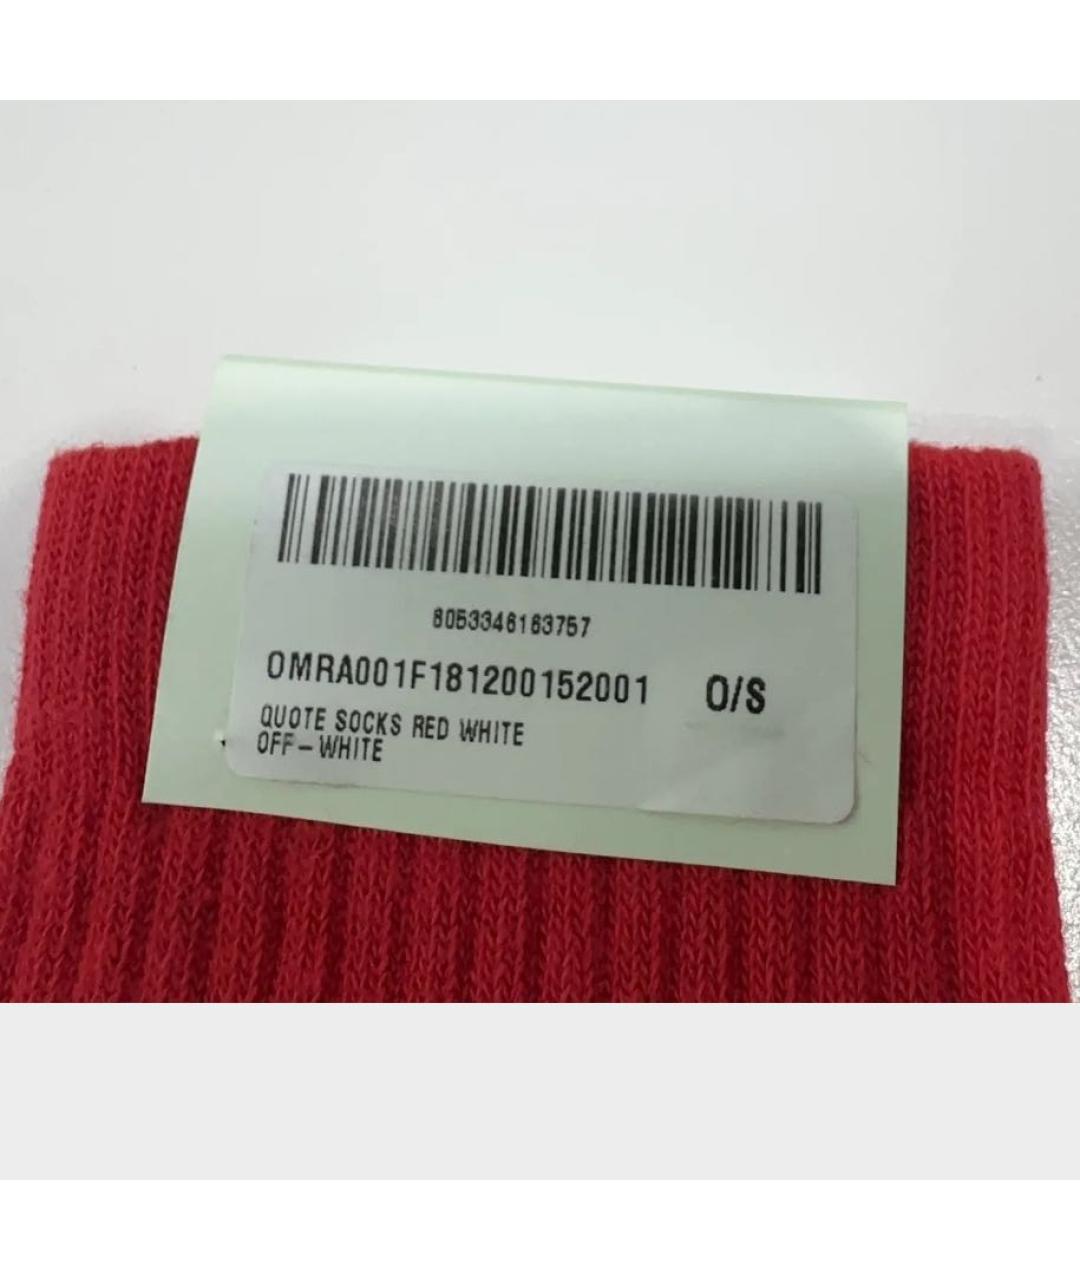 8053346163757
OMRA001F181200152001 O/S
QUOTE SOCKS RED WHITE
OFF-WHITE